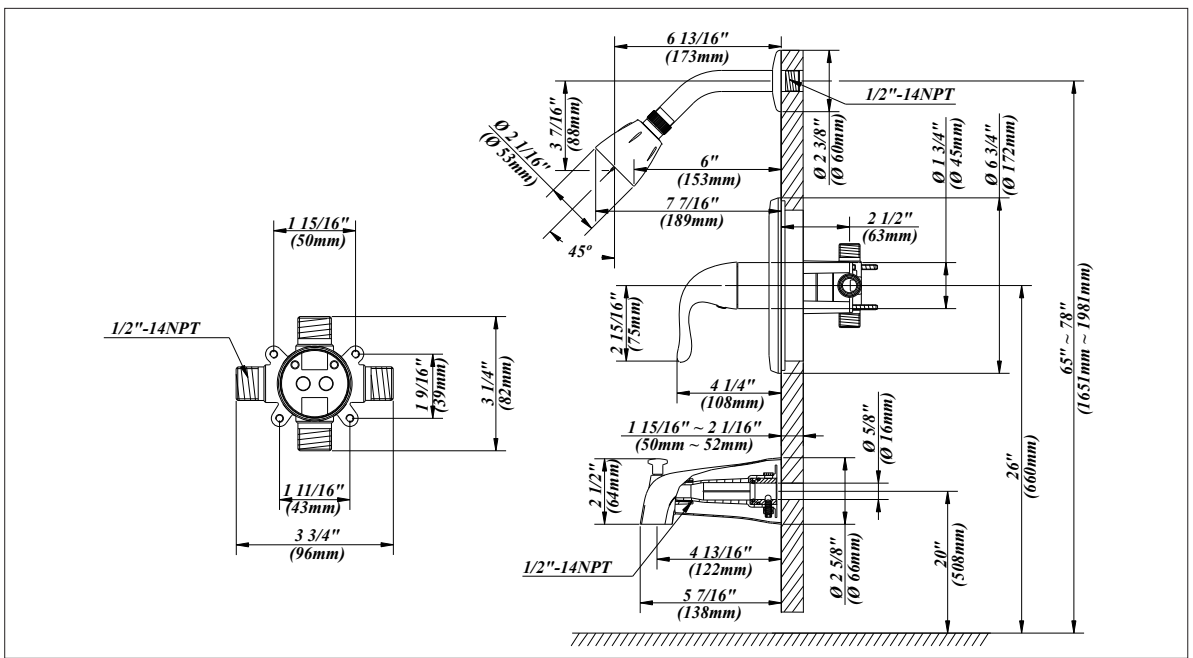 6 13/16"
(173mm)
1/2"-14NPT
3 7/16"
(88mm)
Ø 2 1/16"
(Ø 53mm)
6"
(153mm)
7 7/16"
(189mm)
45º
Ø 2 3/8"
(Ø 60mm)
Ø 1 3/4"
(Ø 45mm)
Ø 6 3/4"
(Ø 172mm)
2 1/2"
(63mm)
2 15/16"
(75mm)
4 1/4"
(108mm)
65" ~ 78"
(1651mm ~ 1981mm)
1 15/16"
(50mm)
1/2"-14NPT
1 9/16"
(39mm)
3 1/4"
(82mm)
1 11/16"
(43mm)
3 3/4"
(96mm)
1 15/16" ~ 2 1/16"
(50mm ~ 52mm)
Ø 5/8"
(Ø 16mm)
2 1/2"
(64mm)
26"
(660mm)
20"
(508mm)
1/2"-14NPT
4 13/16"
(122mm)
Ø 2 5/8"
(Ø 66mm)
5 7/16"
(138mm)